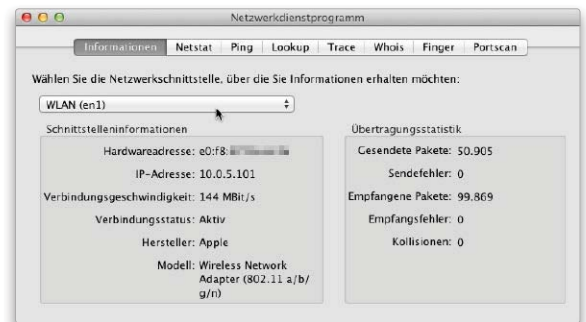 Netzwerkdienstprogramm
Informationen Netstat Ping Lookup Trace Whois Finger Portscan
Wählen Sie die Netzwerkschnittstelle, über die Sie Informationen erhalten möchten:
WLAN (en1)
Schnittstelleninformationen
Hardwareadresse: e0:f8:
IP-Adresse: 10.0.5.101
Verbindungsgeschwindigkeit: 144 MBit/s
Verbindungsstatus: Aktiv
Hersteller: Apple
Modell: Wireless Network
Adapter (802.11 a/b/
g/n)
Übertragungsstatistik
Gesendete Pakete: 50.905
Sendefehler: 0
Empfangene Pakete: 99.869
Empfangsfehler: 0
Kollisionen: 0